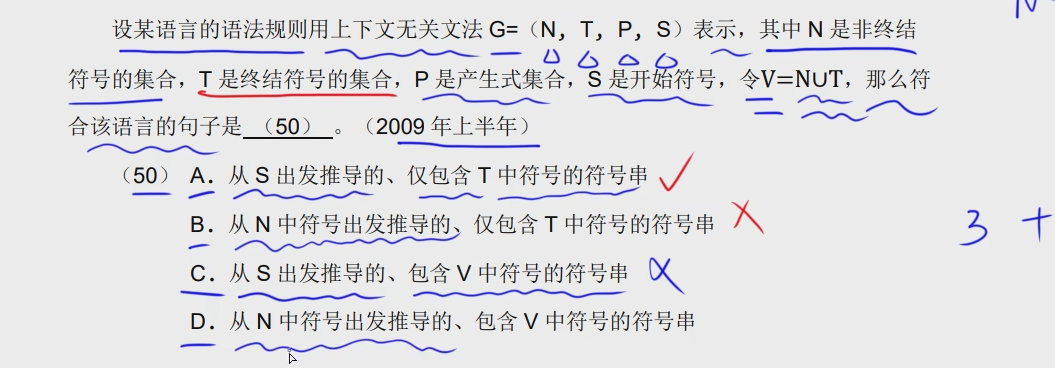 设某语言的语法规则用上下文无关文法 G=（N，T，P，S）表示，其中 N 是非终结
符号的集合，T 是终结符号的集合，P 是产生式集合，S 是开始符号，令V=N∪T，那么符
合该语言的句子是 （50） 。（2009 年上半年）
（50） A．从 S 出发推导的、仅包含 T 中符号的符号串
B．从 N 中符号出发推导的、仅包含 T 中符号的符号串
3 +
C．从 S 出发推导的、包含 V 中符号的符号串
D．从 N 中符号出发推导的、包含 V 中符号的符号串